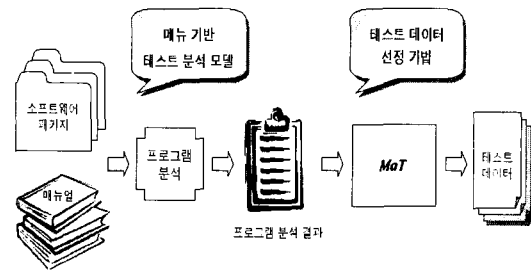 메뉴 기반
테스트 분석 모델
테스트 데이터
선정 기법
소프트웨어
패키지
매뉴얼
프로그램
분석
프로그램 분석 결과
MaT
테스트
데이터